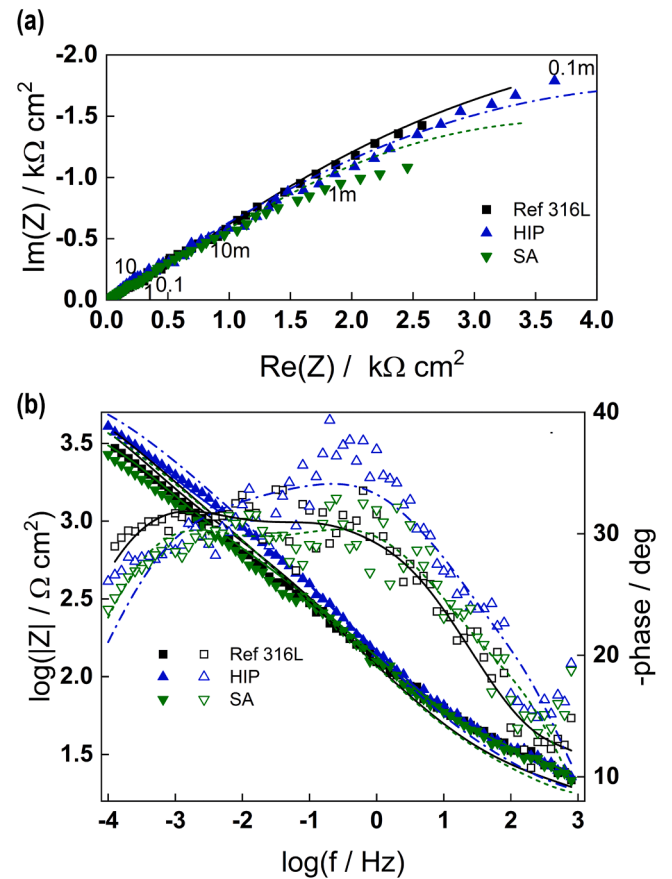 (a)
-2.0
-1.5
-1.0
-0.5
0.0
Im(Z) / kΩ cm²
0.1m
1m
10m
10
0.1
Ref 316L
HIP
SA
0.0 0.5 1.0 1.5 2.0 2.5 3.0 3.5 4.0
Re(Z) / kΩ cm²
(b)
3.5
3.0
2.5
2.0
1.5
log(|Z| / Ω cm²)
40
30
20
10
-phase / deg
Ref 316L
HIP
SA
-4 -3 -2 -1 0 1 2 3
log(f / Hz)